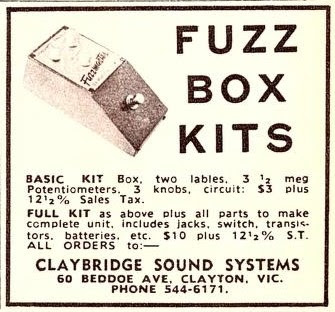 Fuzzmaster
FUZZ
BOX
KITS
BASIC KIT Box, two lables, 3 ½ meg
Potentiometers, 3 knobs, circuit: $3 plus
12½% Sales Tax.
FULL KIT as above plus all parts to make
complete unit, includes jacks, switch, transis-
tors, batteries, etc. $10 plus 12½% S.T.
ALL ORDERS to:—
CLAYBRIDGE SOUND SYSTEMS
60 BEDDOE AVE, CLAYTON, VIC.
PHONE 544-6171.